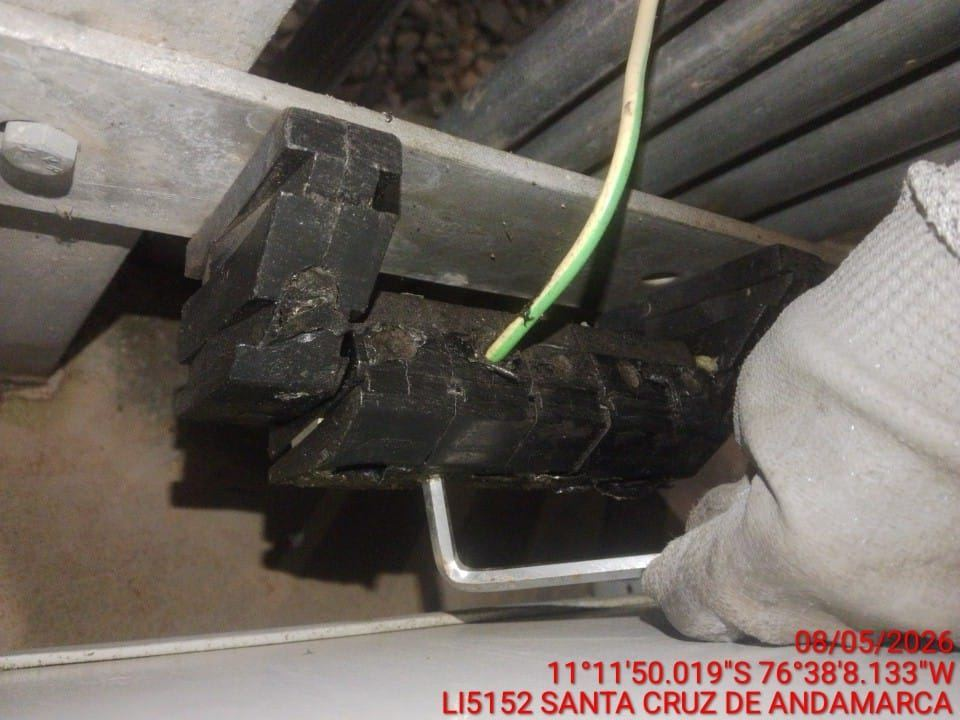 08/05/2026
11°11'50.019"S 76°38'8.133"W
LI5152 SANTA CRUZ DE ANDAMARCA